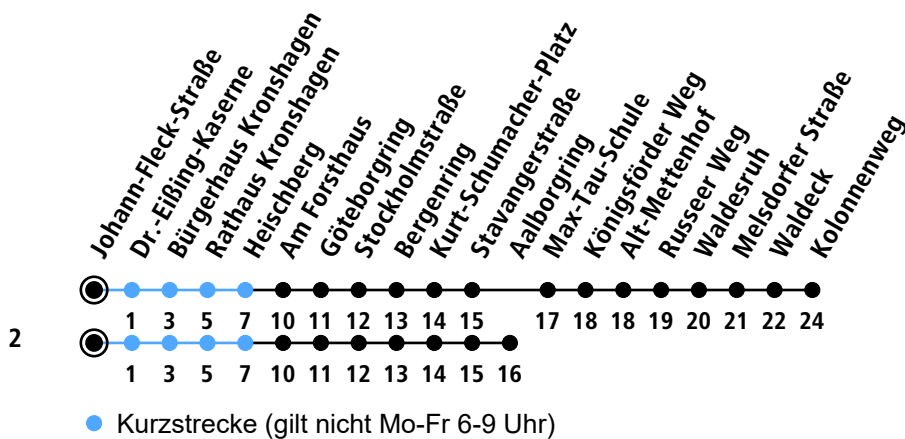 Johann-Fleck-Straße
Dr.-Eißing-Kaserne
Bürgerhaus Kronshagen
Rathaus Kronshagen
Heischberg
Am Forsthaus
Göteborgring
Stockholmstraße
Bergenring
Kurt-Schumacher-Platz
Stavangerstraße
Aalborgring
Max-Tau-Schule
Königsförder Weg
Alt-Mettenhof
Russeer Weg
Waldesruh
Melsdorfer Straße
Waldeck
Kolonnenweg
1 3 5 7 10 11 12 13 14 15 17 18 18 19 20 21 22 24
2
1 3 5 7 10 11 12 13 14 15 16
Kurzstrecke (gilt nicht Mo-Fr 6-9 Uhr)